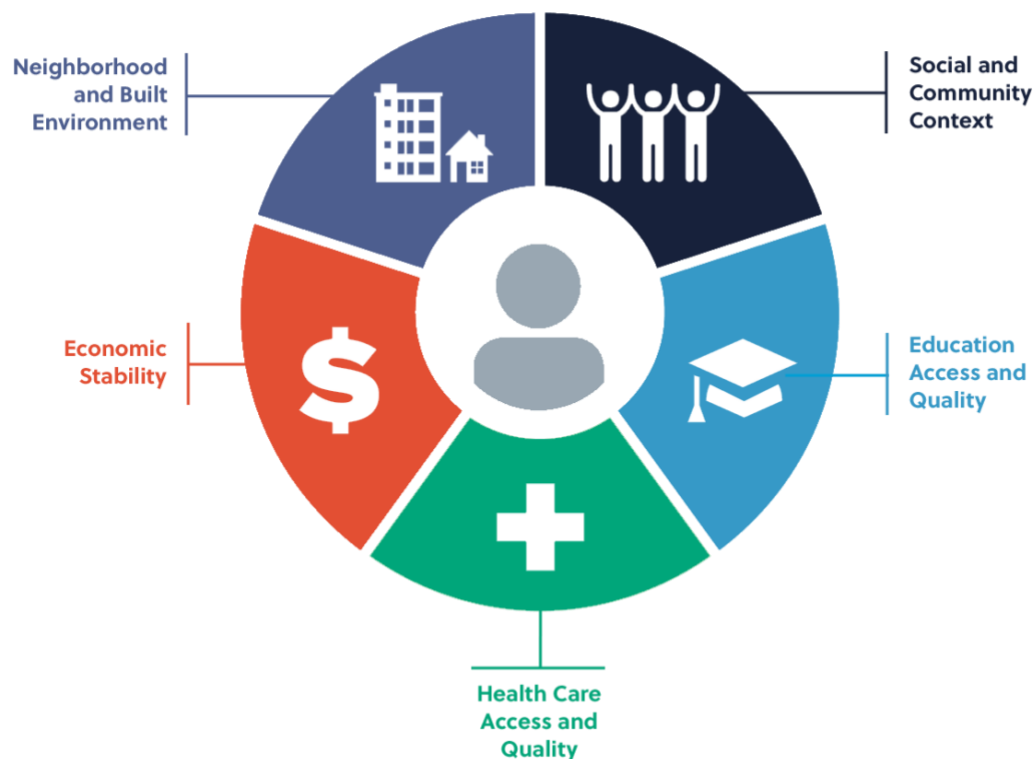 Neighborhood
and Built
Environment
Social and
Community
Context
Economic
Stability
$
Education
Access and
Quality
Health Care
Access and
Quality